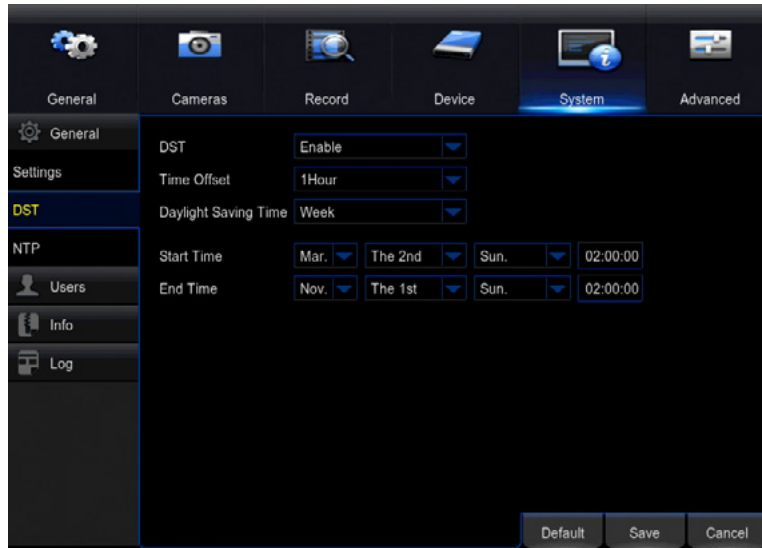 General Cameras Record Device System Advanced
General
Settings
DST
NTP
Users
Info
Log
DST Enable
Time Offset 1Hour
Daylight Saving Time Week
Start Time Mar. The 2nd Sun. 02:00:00
End Time Nov. The 1st Sun. 02:00:00
Default Save Cancel